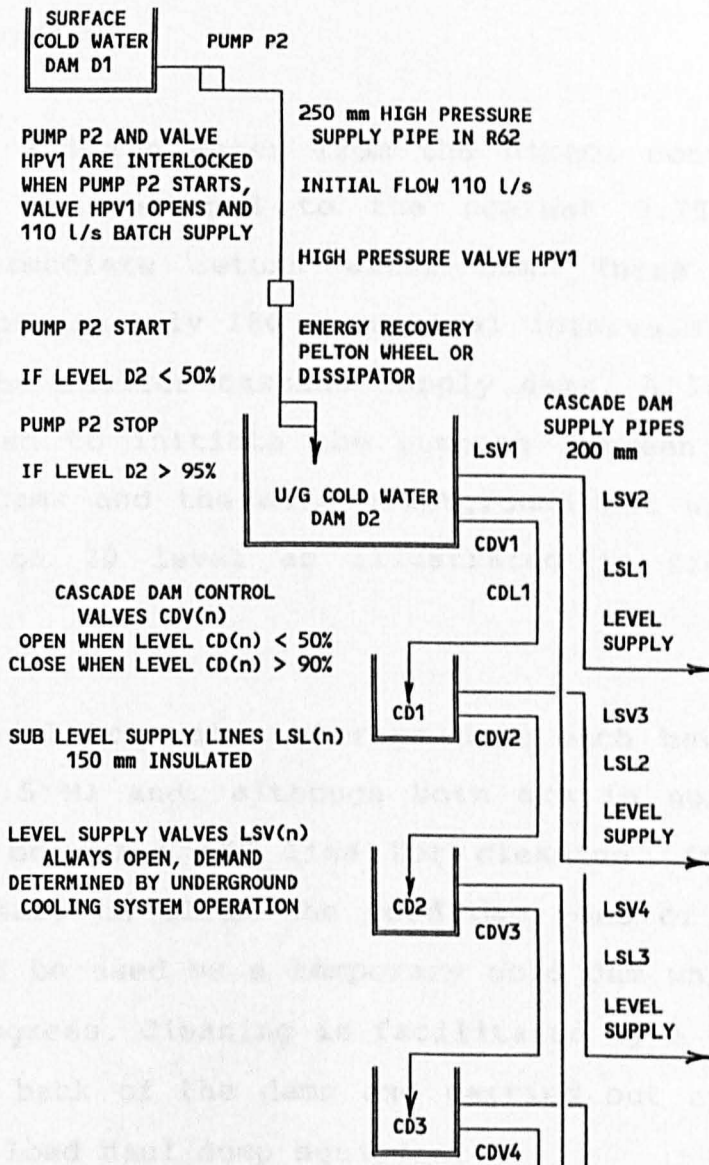 SURFACE
COLD WATER
DAM D1
PUMP P2
PUMP P2 AND VALVE
HPV1 ARE INTERLOCKED
WHEN PUMP P2 STARTS,
VALVE HPV1 OPENS AND
110 l/s BATCH SUPPLY
250 mm HIGH PRESSURE
SUPPLY PIPE IN R62
INITIAL FLOW 110 l/s
HIGH PRESSURE VALVE HPV1
PUMP P2 START
IF LEVEL D2 < 50%
ENERGY RECOVERY
PELTON WHEEL OR
DISSIPATOR
PUMP P2 STOP
IF LEVEL D2 > 95%
CASCADE DAM
SUPPLY PIPES
200 mm
U/G COLD WATER
DAM D2
LSV1
LSV2
CDV1
CDL1
LSL1
LEVEL
SUPPLY
CASCADE DAM CONTROL
VALVES CDV(n)
OPEN WHEN LEVEL CD(n) < 50%
CLOSE WHEN LEVEL CD(n) > 90%
CD1
CDV2
LSV3
LSL2
LEVEL
SUPPLY
SUB LEVEL SUPPLY LINES LSL(n)
150 mm INSULATED
LEVEL SUPPLY VALVES LSV(n)
ALWAYS OPEN, DEMAND
DETERMINED BY UNDERGROUND
COOLING SYSTEM OPERATION
CD2
CDV3
LSV4
LSL3
LEVEL
SUPPLY
CD3
CDV4